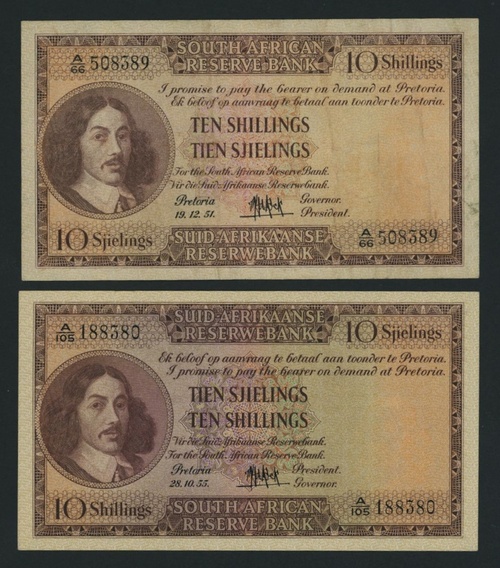 SOUTH AFRICAN
RESERVE BANK
A/66 508389
10 Shillings
I promise to pay the bearer on demand at Pretoria.
Ek beloof op aanvraag te betaal aan toonder te Pretoria.
TEN SHILLINGS
TIEN SJIELINGS
For the South African Reserve Bank.
Vir die Suid-Afrikaanse Reserwebank.
Pretoria
Governor.
19.12.51.
President.
10 Sjielings
SUID-AFRIKAANSE
RESERWEBANK
A/66 508389
SUID-AFRIKAANSE
RESERWEBANK
A/105 188380
10 Sjielings
Ek beloof op aanvraag te betaal aan toonder te Pretoria.
I promise to pay the bearer on demand at Pretoria.
TIEN SJIELINGS
TEN SHILLINGS
Vir die Suid-Afrikaanse Reserwebank.
For the South African Reserve Bank.
Pretoria
President.
28.10.55.
Governor.
10 Shillings
SOUTH AFRICAN
RESERVE BANK
A/105 188380